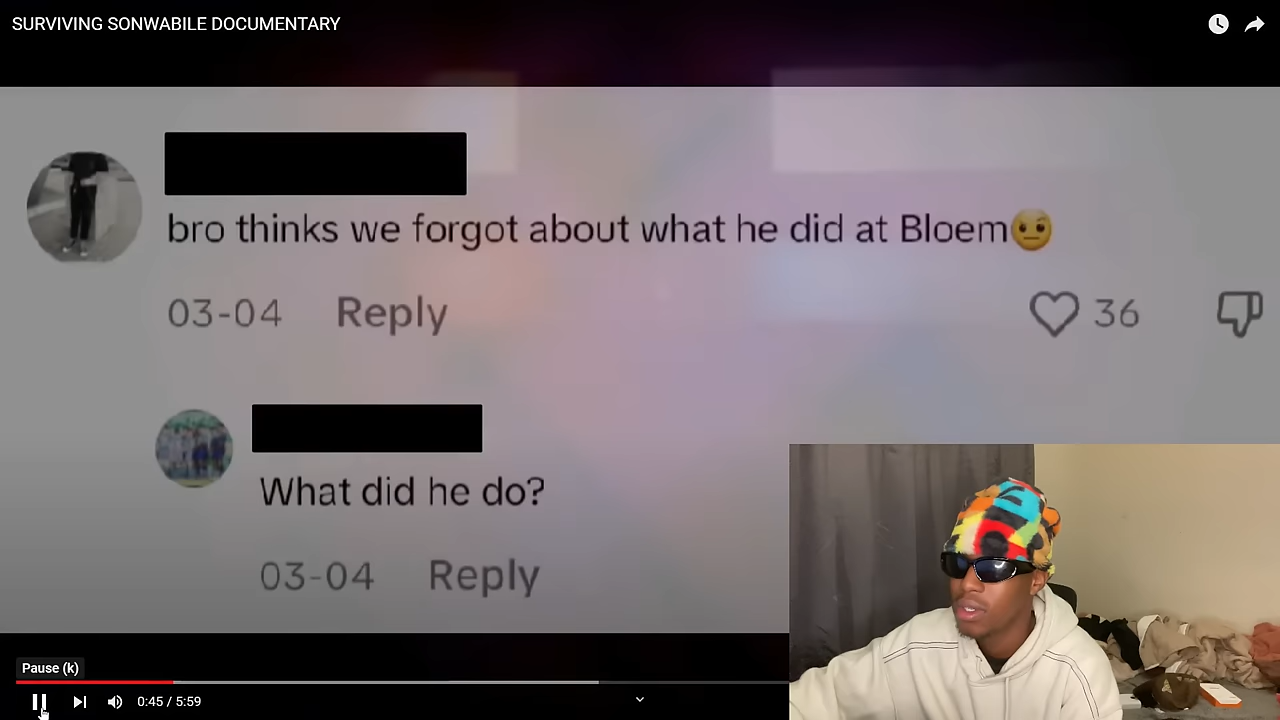 SURVIVING SONWABILE DOCUMENTARY
bro thinks we forgot about what he did at Bloem🤨
03-04 Reply 36
What did he do?
03-04 Reply
Pause (k)
0:45 / 5:59